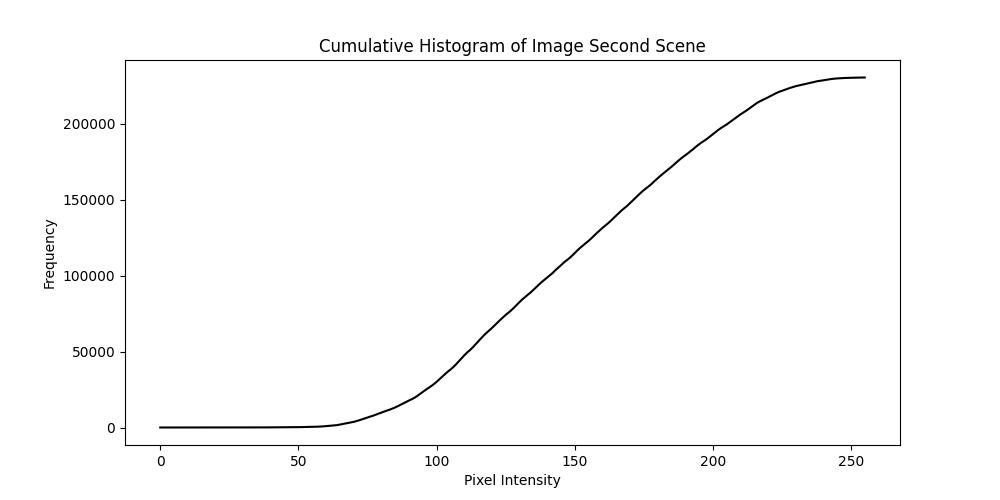 Cumulative Histogram of Image Second Scene
200000
150000
100000
50000
0
Frequency
0 50 100 150 200 250
Pixel Intensity